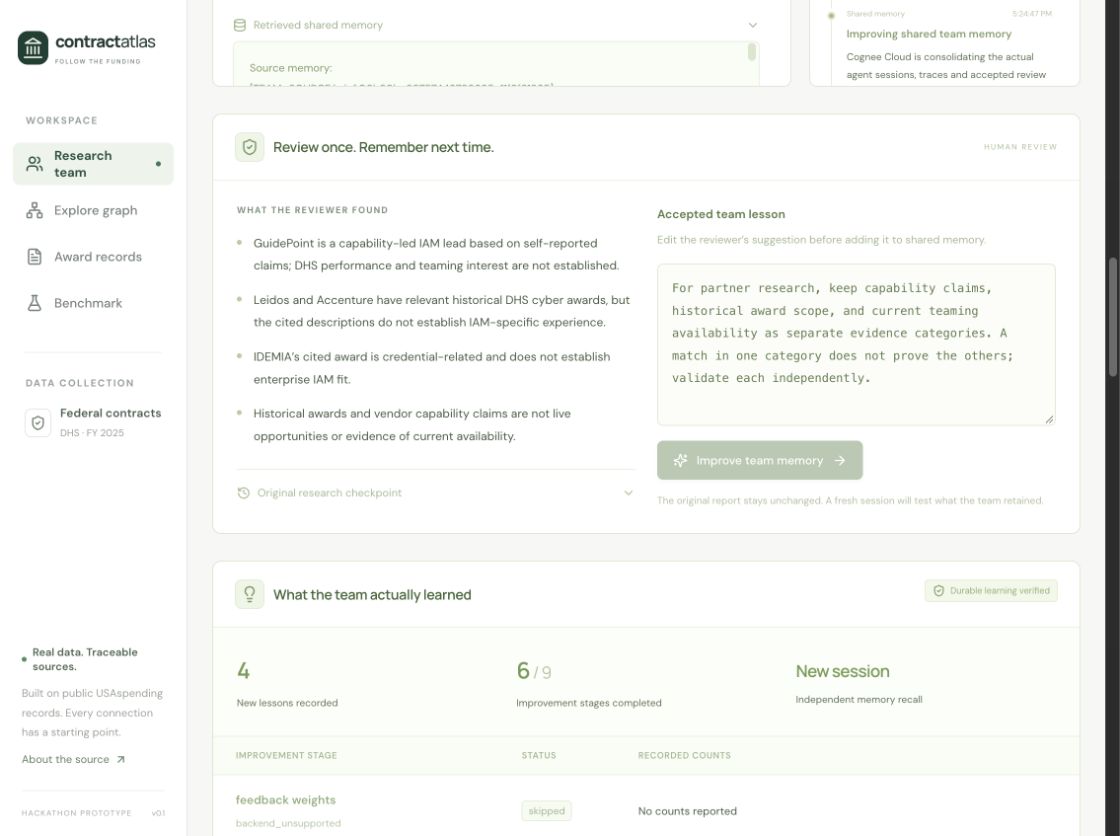 contractatlas
FOLLOW THE FUNDING
WORKSPACE
Research
team
Explore graph
Award records
Benchmark
DATA COLLECTION
Federal contracts
DHS · FY 2025
Real data. Traceable
sources.
Built on public USAspending
records. Every connection
has a starting point.
About the source
HACKATHON PROTOTYPE v0.1
Retrieved shared memory
Source memory:
Shared memory 5:24:47 PM
Improving shared team memory
Cognee Cloud is consolidating the actual
agent sessions, traces and accepted review
Review once. Remember next time.
HUMAN REVIEW
WHAT THE REVIEWER FOUND
GuidePoint is a capability-led IAM lead based on self-reported
claims; DHS performance and teaming interest are not established.
Leidos and Accenture have relevant historical DHS cyber awards, but
the cited descriptions do not establish IAM-specific experience.
IDEMIA's cited award is credential-related and does not establish
enterprise IAM fit.
Historical awards and vendor capability claims are not live
opportunities or evidence of current availability.
Original research checkpoint
Accepted team lesson
Edit the reviewer's suggestion before adding it to shared memory.
For partner research, keep capability claims,
historical award scope, and current teaming
availability as separate evidence categories. A
match in one category does not prove the others;
validate each independently.
Improve team memory
The original report stays unchanged. A fresh session will test what the team retained.
What the team actually learned
Durable learning verified
4
New lessons recorded
6 / 9
Improvement stages completed
New session
Independent memory recall
IMPROVEMENT STAGE STATUS RECORDED COUNTS
feedback weights
backend_unsupported
skipped
No counts reported